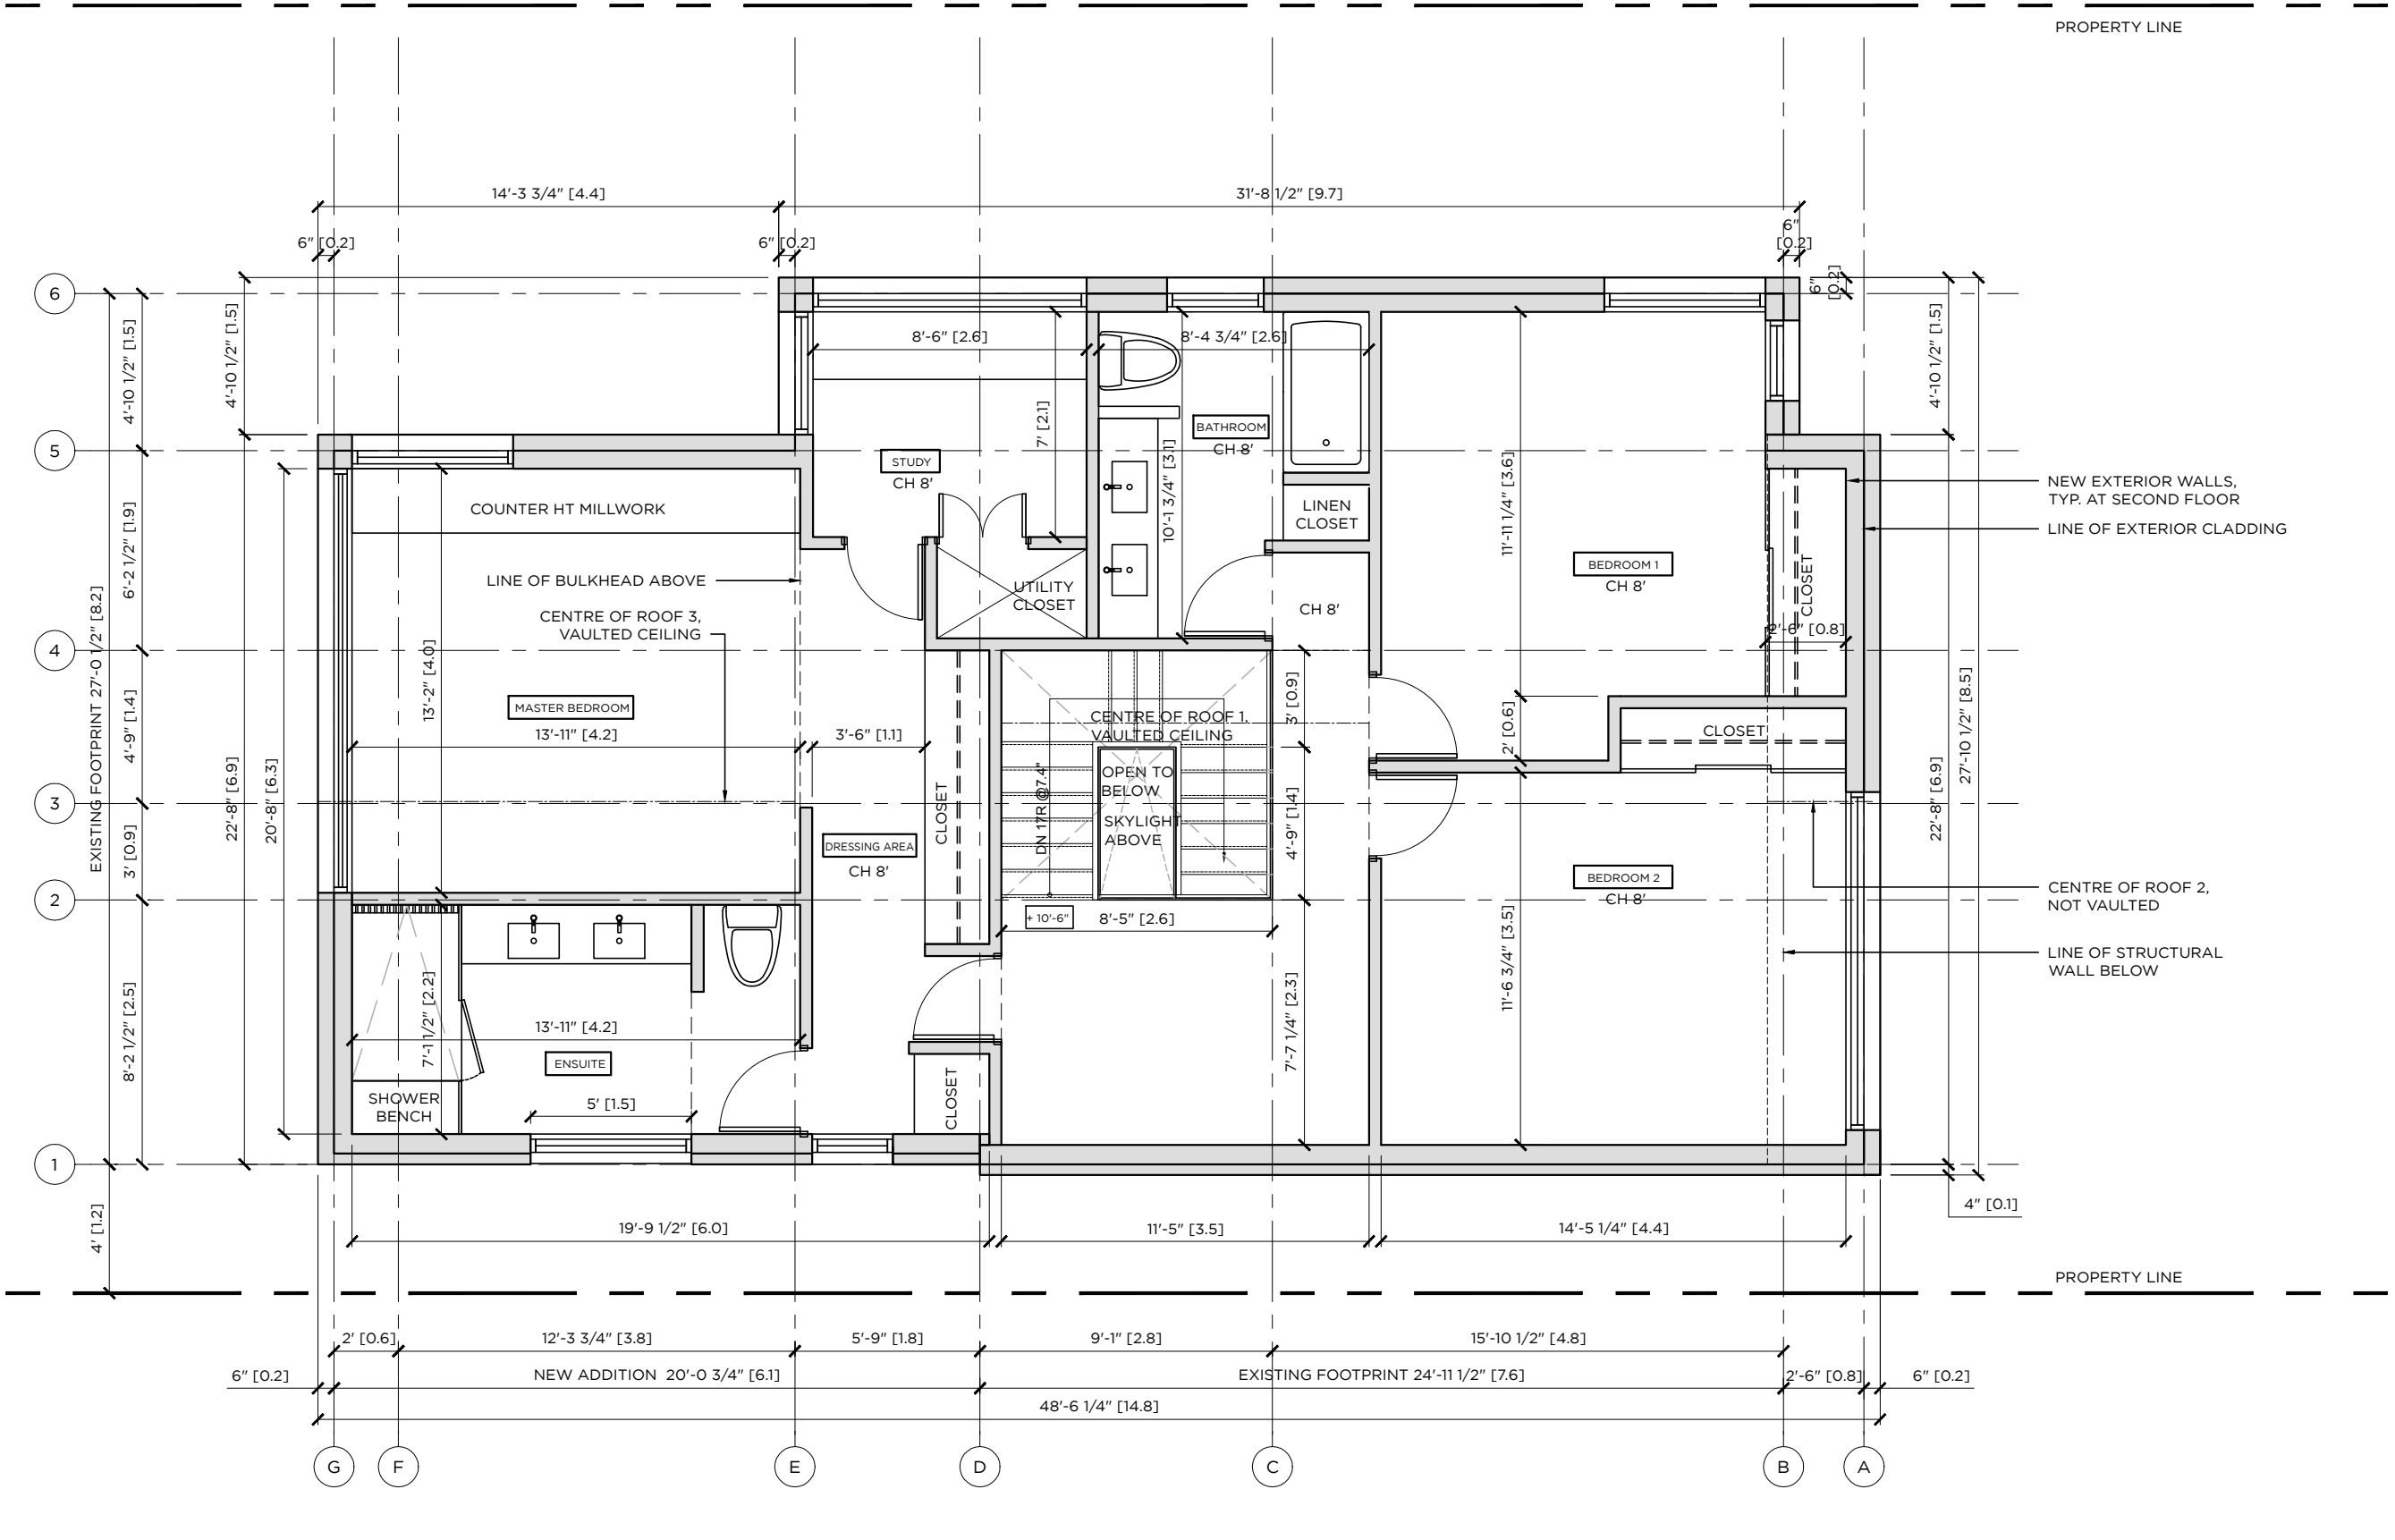 PROPERTY LINE
14'-3 3/4" [4.4]
31'-8 1/2" [9.7]
6" [0.2]
6" [0.2]
6"
[0.2]
6"
[0.2]
6
4'-10 1/2" [1.5]
4'-10 1/2" [1.5]
4'-10 1/2" [1.5]
8'-6" [2.6]
8'-4 3/4" [2.6]
7' [2.1]
BATHROOM
CH 8'
5
STUDY
CH 8'
10'-1 3/4" [3.1]
11'-11 1/4" [3.6]
COUNTER HT MILLWORK
LINEN
CLOSET
NEW EXTERIOR WALLS,
TYP. AT SECOND FLOOR
LINE OF EXTERIOR CLADDING
6'-2 1/2" [1.9]
LINE OF BULKHEAD ABOVE
UTILITY
CLOSET
BEDROOM 1
CH 8'
CLOSET
CENTRE OF ROOF 3,
VAULTED CEILING
CH 8'
2'-6" [0.8]
4
EXISTING FOOTPRINT 27'-0 1/2" [8.2]
13'-2" [4.0]
3' [0.9]
4'-9" [1.4]
MASTER BEDROOM
13'-11" [4.2]
3'-6" [1.1]
CENTRE OF ROOF 1,
VAULTED CEILING
2' [0.6]
CLOSET
27'-10 1/2" [8.5]
22'-8" [6.9]
20'-8" [6.3]
OPEN TO
BELOW
SKYLIGHT
ABOVE
DN 17R @7.4"
CLOSET
4'-9" [1.4]
22'-8" [6.9]
3
DRESSING AREA
CH 8'
3' [0.9]
BEDROOM 2
CH 8'
CENTRE OF ROOF 2,
NOT VAULTED
2
+ 10'-6"
8'-5" [2.6]
11'-6 3/4" [3.5]
LINE OF STRUCTURAL
WALL BELOW
8'-2 1/2" [2.5]
7'-1 1/2" [2.2]
13'-11" [4.2]
7'-7 1/4" [2.3]
ENSUITE
SHOWER
BENCH
5' [1.5]
CLOSET
1
4' [1.2]
4" [0.1]
19'-9 1/2" [6.0]
11'-5" [3.5]
14'-5 1/4" [4.4]
PROPERTY LINE
2' [0.6]
12'-3 3/4" [3.8]
5'-9" [1.8]
9'-1" [2.8]
15'-10 1/2" [4.8]
6" [0.2]
NEW ADDITION 20'-0 3/4" [6.1]
EXISTING FOOTPRINT 24'-11 1/2" [7.6]
2'-6" [0.8]
6" [0.2]
48'-6 1/4" [14.8]
G
F
E
D
C
B
A